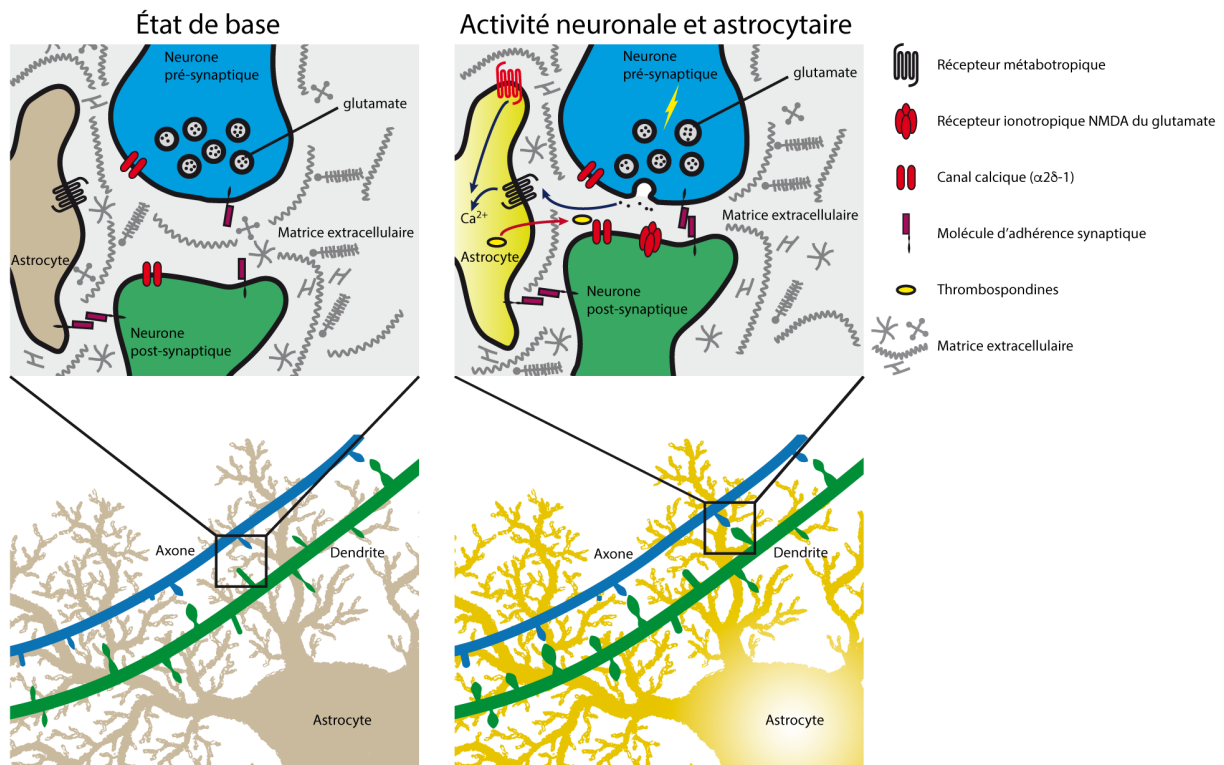 État de base
Neurone
pré-synaptique
glutamate
Matrice extracellulaire
Astrocyte
Neurone
post-synaptique
Axone
Dendrite
Astrocyte
Activité neuronale et astrocytaire
Neurone
pré-synaptique
glutamate
Ca²⁺
Matrice extracellulaire
Astrocyte
Neurone
post-synaptique
Axone
Dendrite
Astrocyte
Récepteur métabotropique
Récepteur ionotropique NMDA du glutamate
Canal calcique (α2δ-1)
Molécule d'adhérence synaptique
Thrombospondines
Matrice extracellulaire